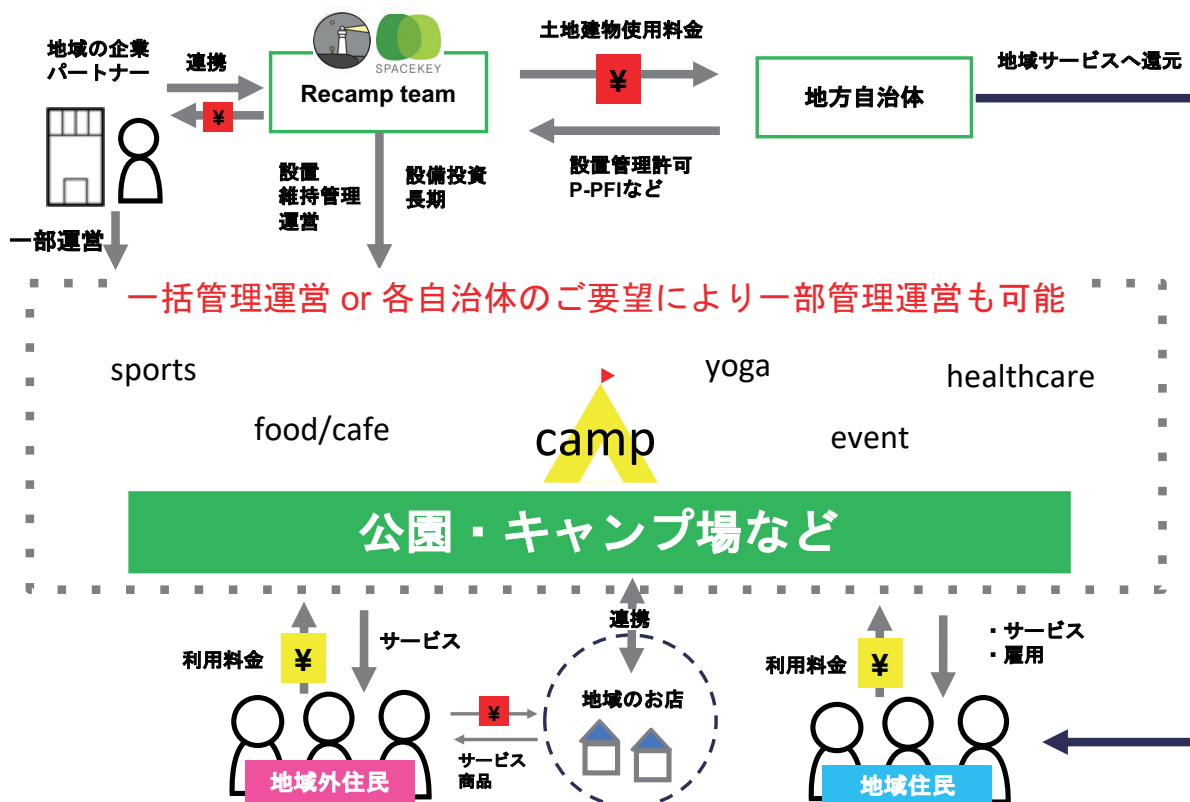 地域の企業
パートナー
連携
¥
SPACEKEY
Recamp team
土地建物使用料金
¥
地方自治体
地域サービスへ還元
設置管理許可
P-PFIなど
設置
維持管理
運営
設備投資
長期
一部運営
一括管理運営 or 各自治体のご要望により一部管理運営も可能
sports
yoga
healthcare
food/cafe
camp
event
公園・キャンプ場など
利用料金
¥
サービス
連携
利用料金
¥
・サービス
・雇用
地域のお店
¥
サービス
商品
地域外住民
地域住民